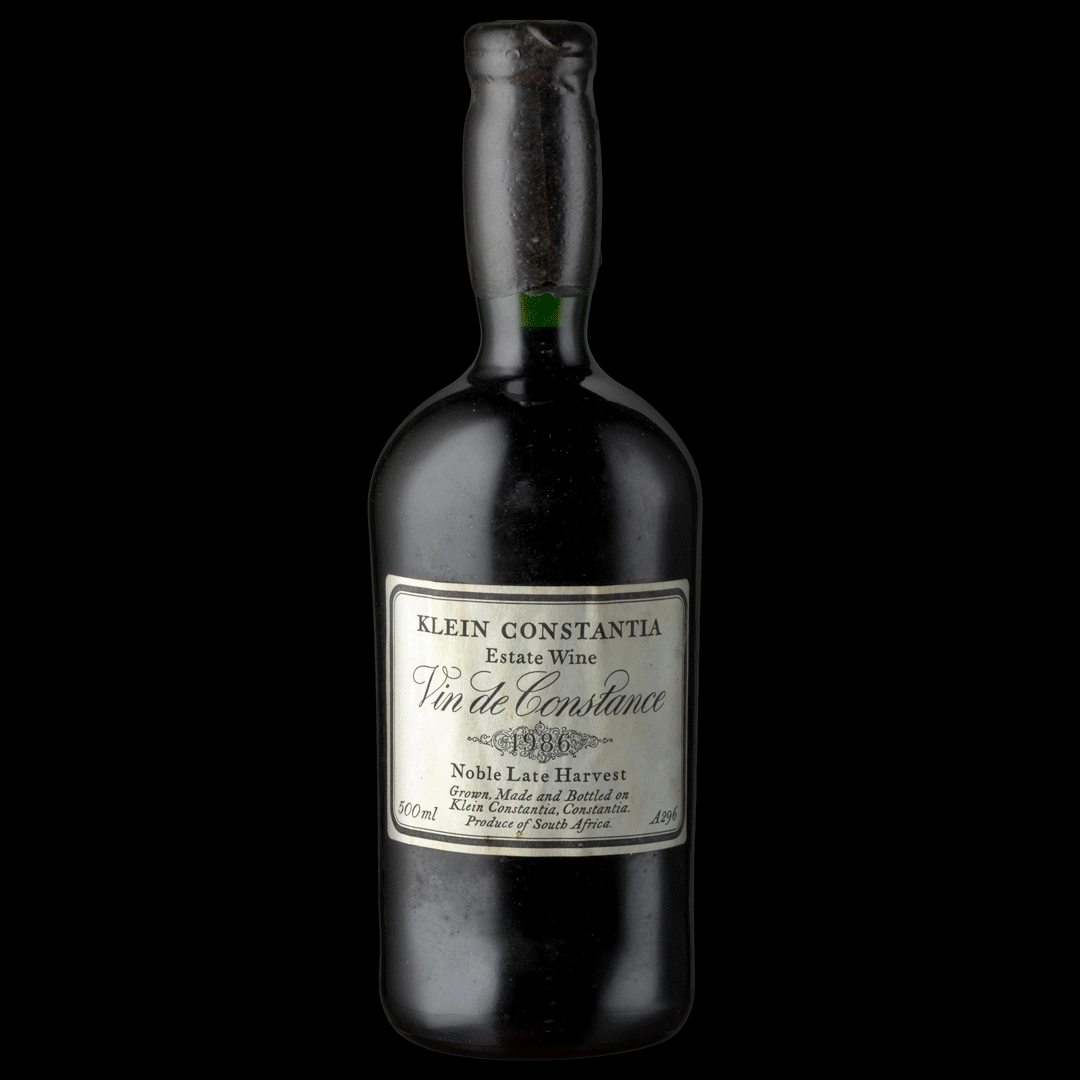 KLEIN CONSTANTIA
Estate Wine
Vin de Constance
1986
Noble Late Harvest
Grown, Made and Bottled on
Klein Constantia, Constantia.
Produce of South Africa.
500ml
A296